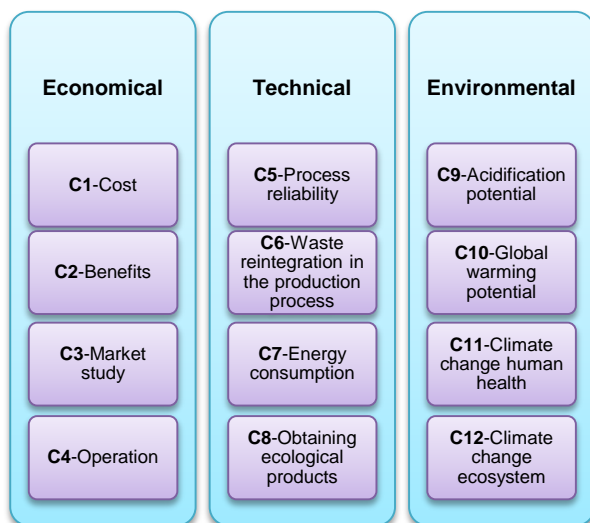 Economical
C1-Cost
C2-Benefits
C3-Market
study
C4-Operation
Technical
C5-Process
reliability
C6-Waste
reintegration in
the production
process
C7-Energy
consumption
C8-Obtaining
ecological
products
Environmental
C9-Acidification
potential
C10-Global
warming
potential
C11-Climate
change human
health
C12-Climate
change
ecosystem